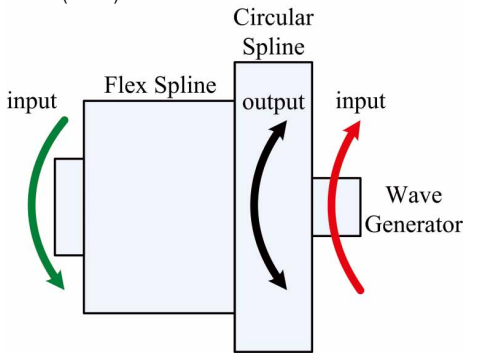 Circular
Spline
Flex Spline
input
output
input
Wave
Generator